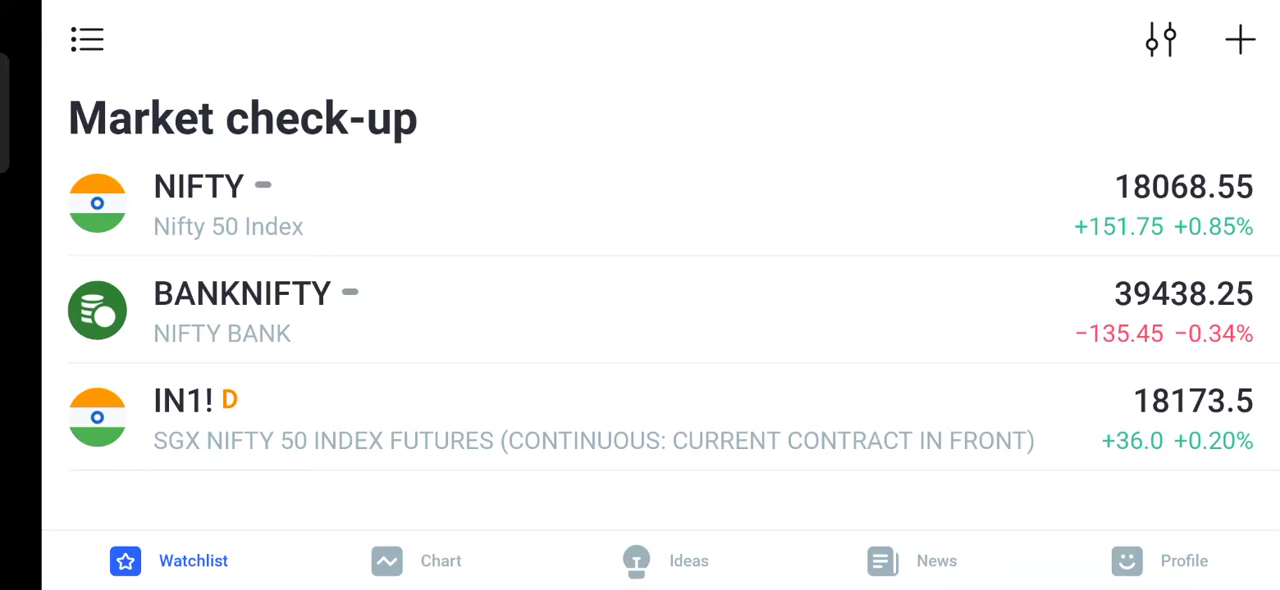 Market check-up
NIFTY
18068.55
Nifty 50 Index
+151.75 +0.85%
BANKNIFTY
39438.25
NIFTY BANK
−135.45 −0.34%
IN1! D
18173.5
SGX NIFTY 50 INDEX FUTURES (CONTINUOUS: CURRENT CONTRACT IN FRONT)
+36.0 +0.20%
Watchlist
Chart
Ideas
News
Profile